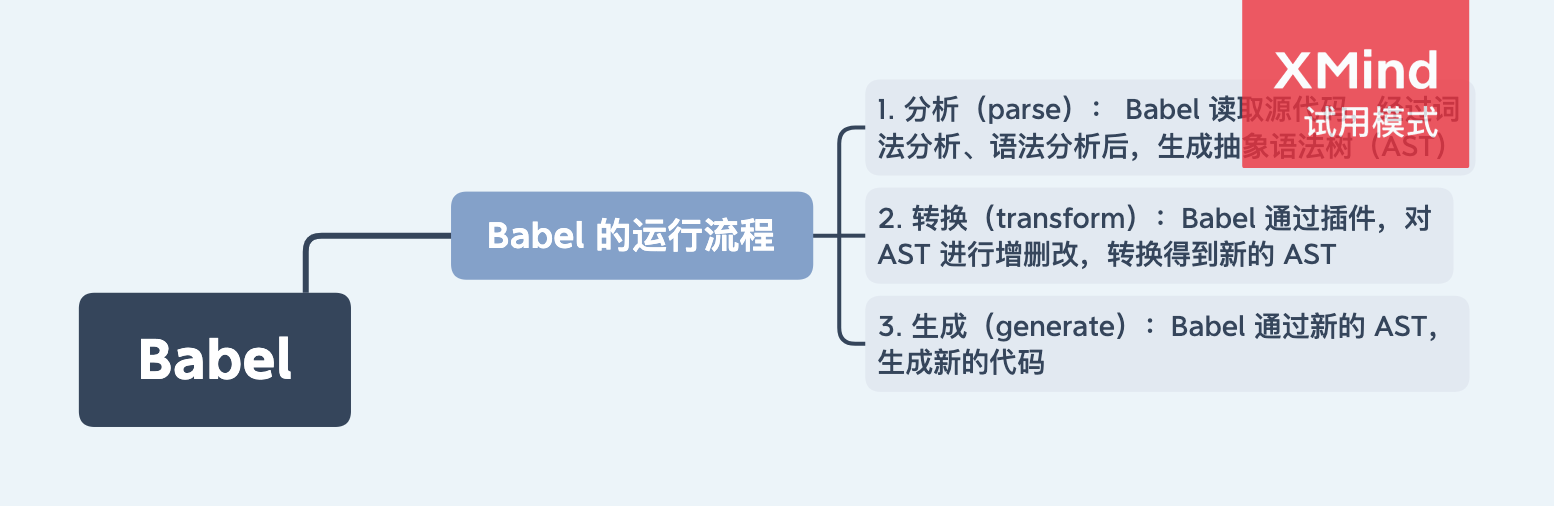 XMind
试用模式
1. 分析（parse）： Babel 读取源代码，经过词
法分析、语法分析后，生成抽象语法树（AST）
Babel 的运行流程
2. 转换（transform）：Babel 通过插件，对
AST 进行增删改，转换得到新的 AST
3. 生成（generate）：Babel 通过新的 AST，
生成新的代码
Babel